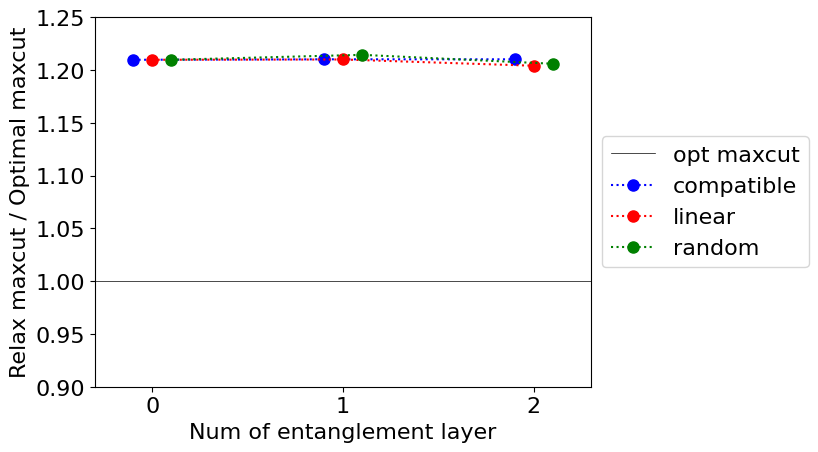 Relax maxcut / Optimal maxcut
1.25
1.20
1.15
1.10
1.05
1.00
0.95
0.90
0 1 2
Num of entanglement layer
opt maxcut
compatible
linear
random